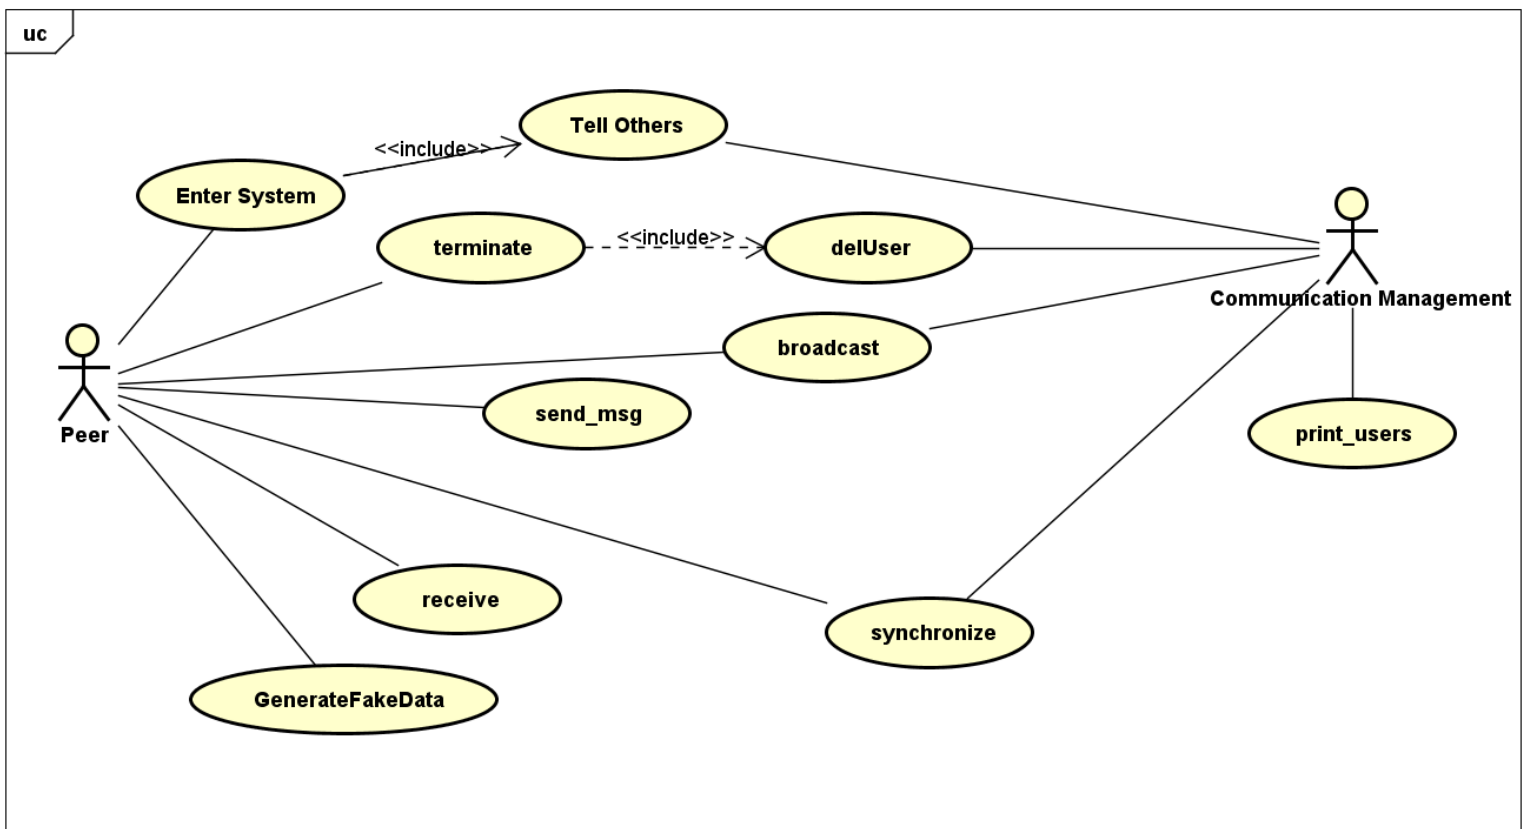 uc
Tell Others
<<include>>
Enter System
terminate
<<include>>
delUser
Communication Management
broadcast
send_msg
Peer
print_users
receive
synchronize
GenerateFakeData